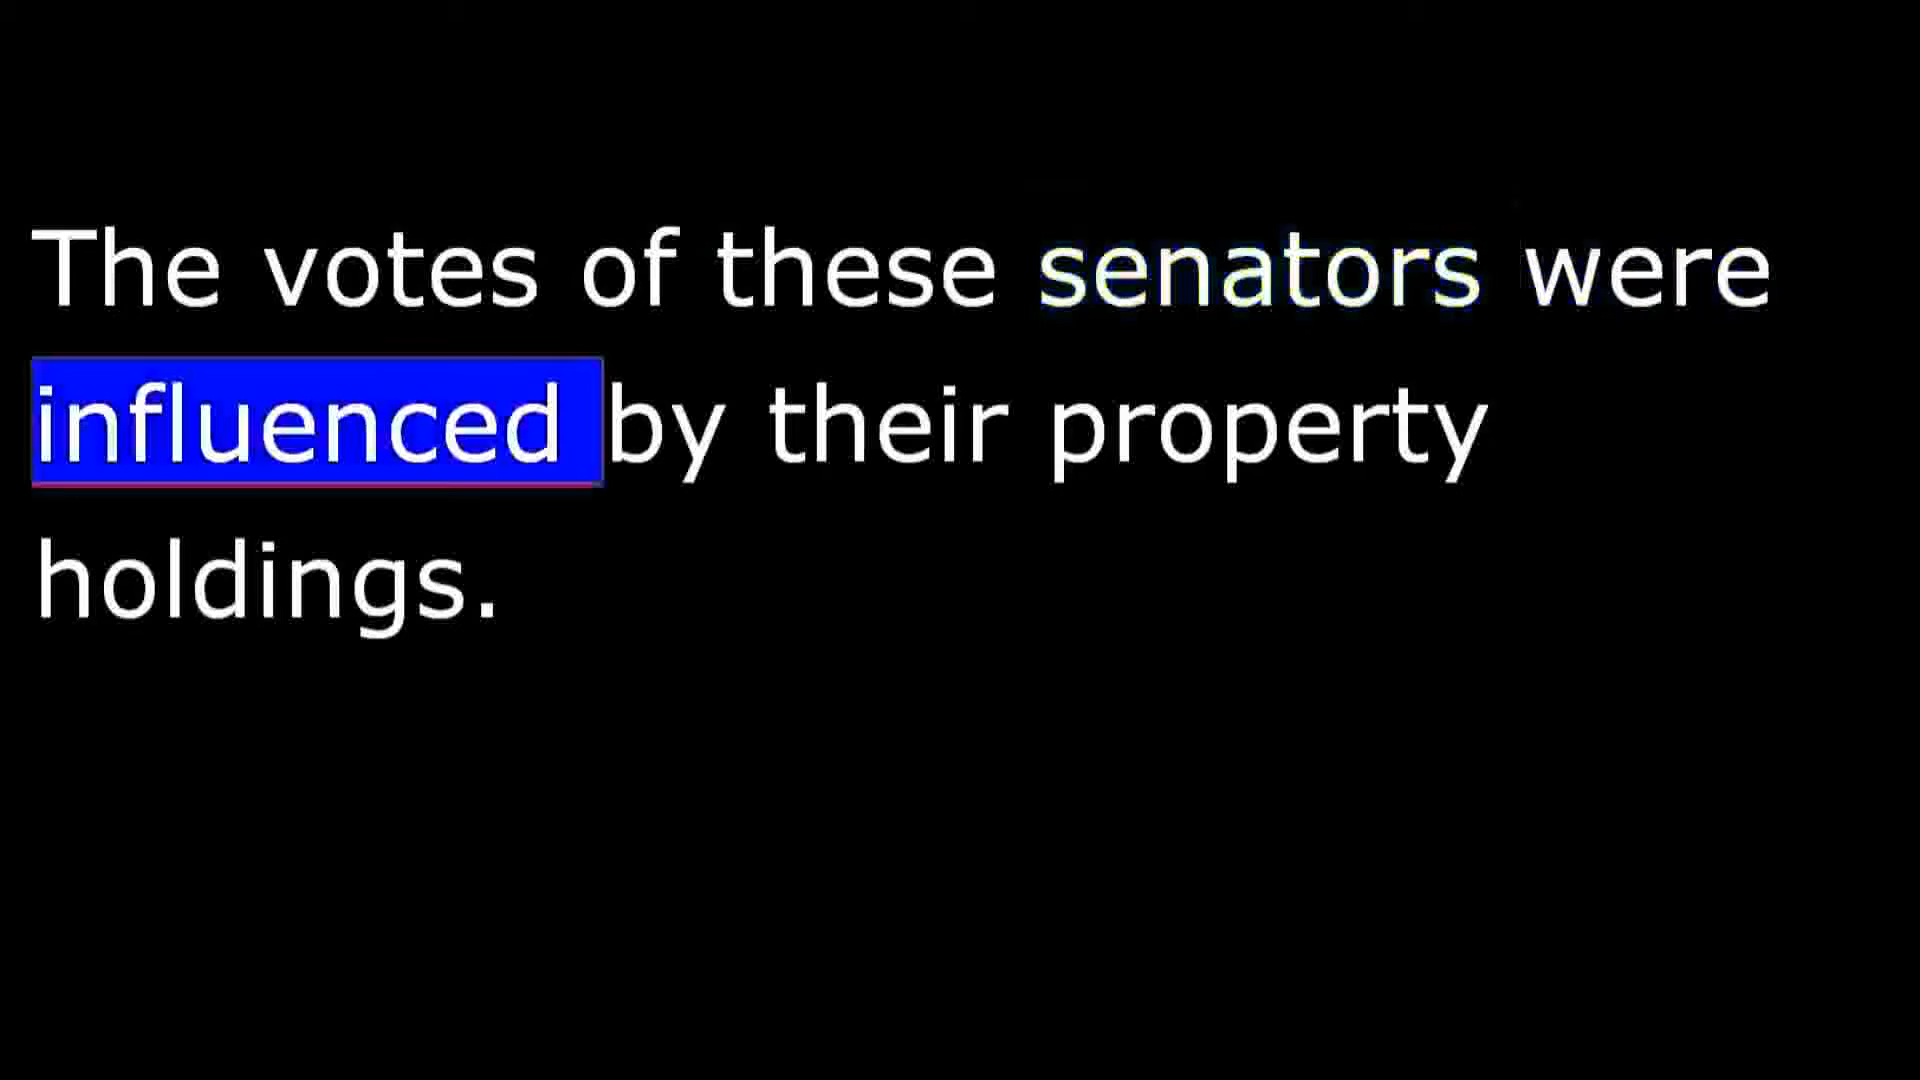 The votes of these senators were
influenced by their property
holdings.